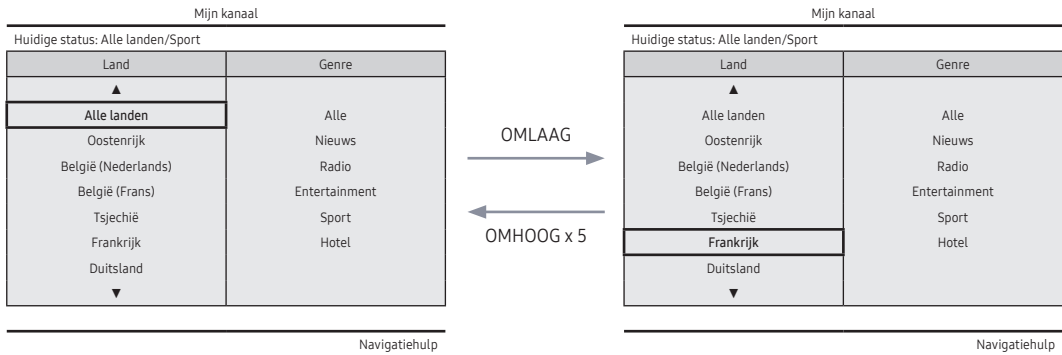 Mijn kanaal
Huidige status: Alle landen/Sport
Land Genre
▲
Alle landen Alle
Oostenrijk Nieuws
België (Nederlands) Radio
België (Frans) Entertainment
Tsjechië Sport
Frankrijk Hotel
Duitsland
▼
Navigatiehulp
OMLAAG
OMHOOG x 5
Mijn kanaal
Huidige status: Alle landen/Sport
Land Genre
▲
Alle landen Alle
Oostenrijk Nieuws
België (Nederlands) Radio
België (Frans) Entertainment
Tsjechië Sport
Frankrijk Hotel
Duitsland
▼
Navigatiehulp